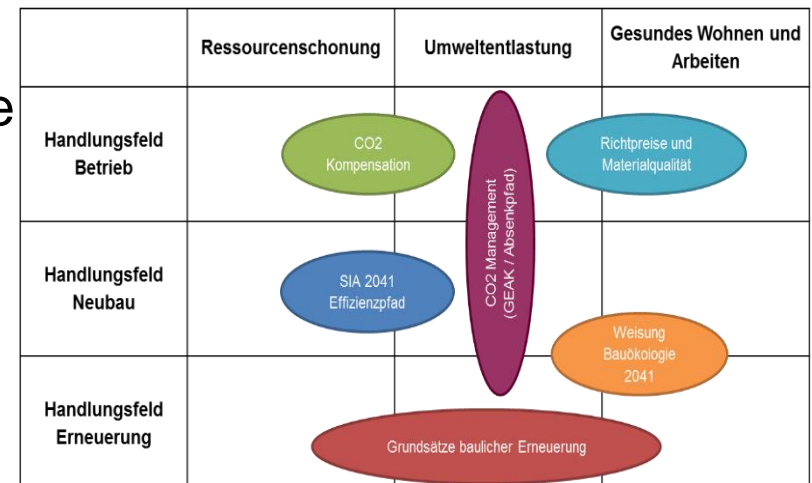 Ressourcenschonung
Umweltentlastung
Gesundes Wohnen und
Arbeiten
e
Handlungsfeld
Betrieb
CO2
Kompensation
CO2 Management
(GEAK / Absenkpfad)
Richtpreise und
Materialqualität
Handlungsfeld
Neubau
SIA 2041
Effizienzpfad
Weisung
Bauökologie
2041
Handlungsfeld
Erneuerung
Grundsätze baulicher Erneuerung